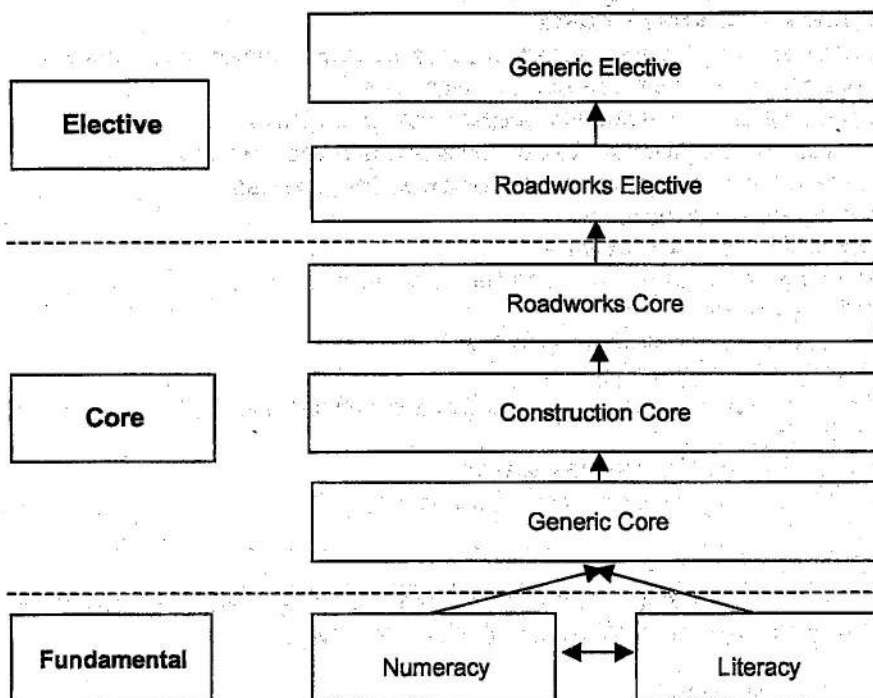 Generic Elective
Elective
Roadworks Elective
Roadworks Core
Core
Construction Core
Generic Core
Fundamental
Numeracy
Literacy